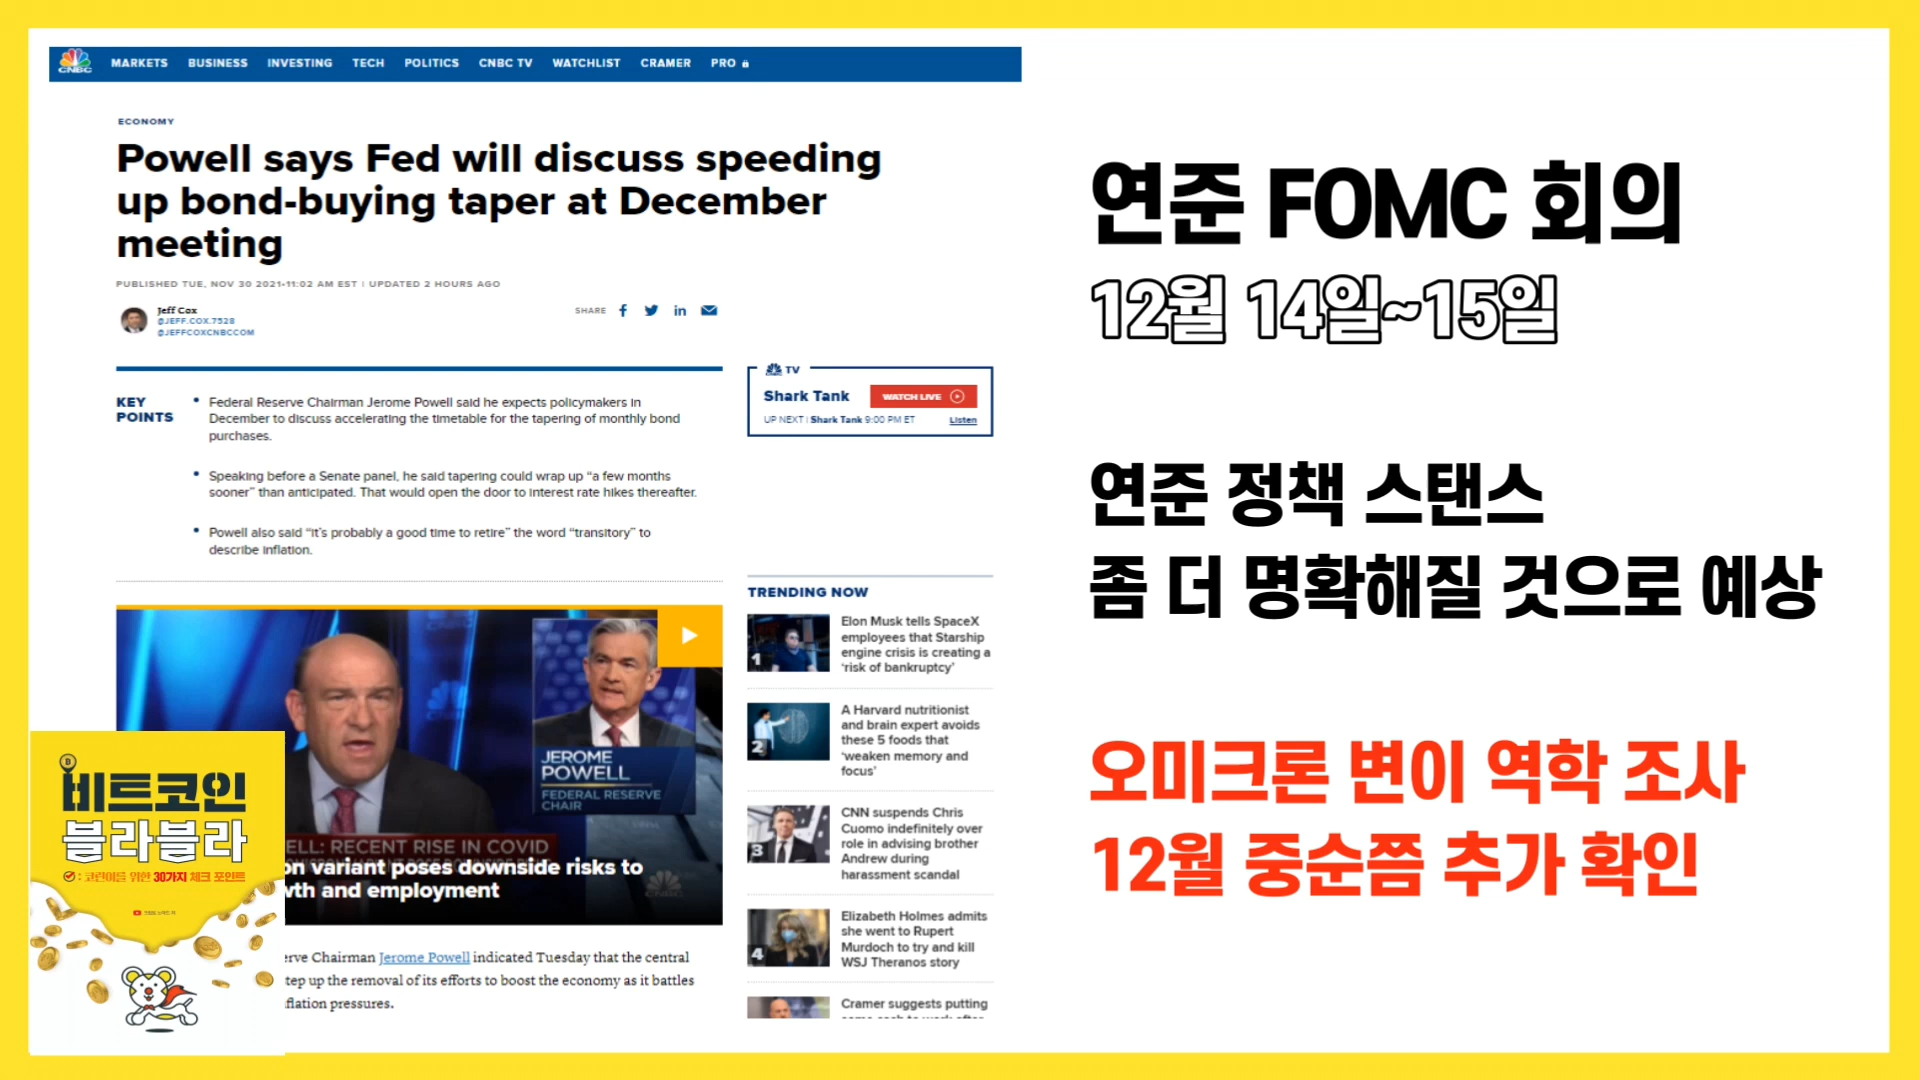 CNBC
MARKETS BUSINESS INVESTING TECH POLITICS CNBC TV WATCHLIST CRAMER PRO
ECONOMY
Powell says Fed will discuss speeding
up bond-buying taper at December
meeting
PUBLISHED TUE, NOV 30 2021•11:02 AM EST | UPDATED 2 HOURS AGO
Jeff Cox
@JEFF.COX.7528
@JEFFCOXCNBCCOM
SHARE
KEY
POINTS
• Federal Reserve Chairman Jerome Powell said he expects policymakers in
December to discuss accelerating the timetable for the tapering of monthly bond
purchases.
• Speaking before a Senate panel, he said tapering could wrap up “a few months
sooner” than anticipated. That would open the door to interest rate hikes thereafter.
• Powell also said “it’s probably a good time to retire” the word “transitory” to
describe inflation.
TV
Shark Tank
WATCH LIVE
UP NEXT | Shark Tank 9:00 PM ET
Listen
JEROME
POWELL
FEDERAL RESERVE
CHAIR
ELL: RECENT RISE IN COVID
on variant poses downside risks to
wth and employment
erve Chairman Jerome Powell indicated Tuesday that the central
tep up the removal of its efforts to boost the economy as it battles
flation pressures.
TRENDING NOW
1
Elon Musk tells SpaceX
employees that Starship
engine crisis is creating a
‘risk of bankruptcy’
2
A Harvard nutritionist
and brain expert avoids
these 5 foods that
‘weaken memory and
focus’
3
CNN suspends Chris
Cuomo indefinitely over
role in advising brother
Andrew during
harassment scandal
4
Elizabeth Holmes admits
she went to Rupert
Murdoch to try and kill
WSJ Theranos story
Cramer suggests putting
비트코인
블라블라
: 코린이를 위한 30가지 체크 포인트
연준 FOMC 회의
12월 14일~15일
연준 정책 스탠스
좀 더 명확해질 것으로 예상
오미크론 변이 역학 조사
12월 중순쯤 추가 확인